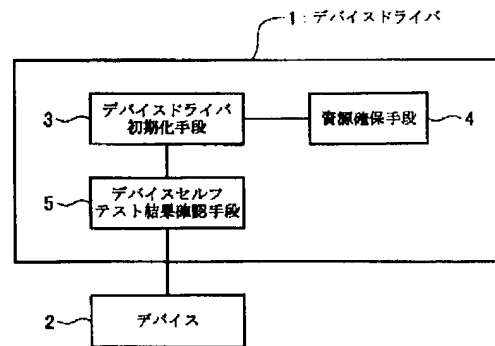 1:デバイスドライバ
3
デバイスドライバ
初期化手段
資源確保手段
4
5
デバイスセルフ
テスト結果確認手段
2
デバイス